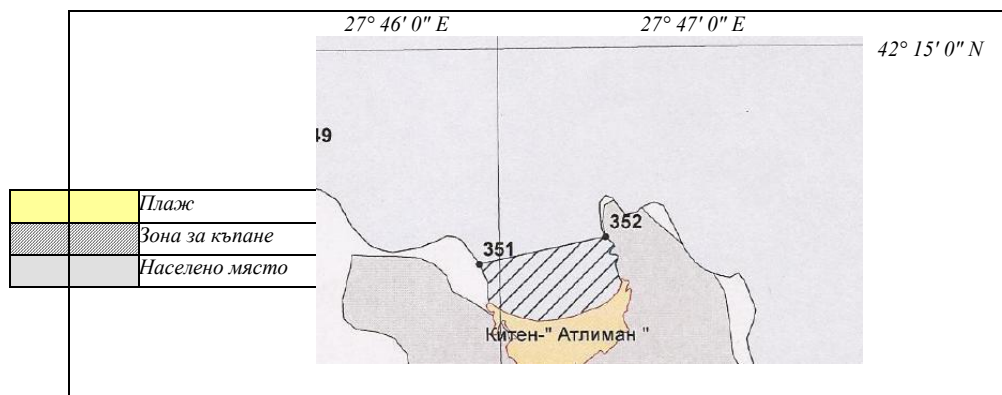 27° 46' 0" E
27° 47' 0" E
42° 15' 0" N
49
Плаж
Зона за къпане
Населено място
351
352
Китен-" Атлиман "